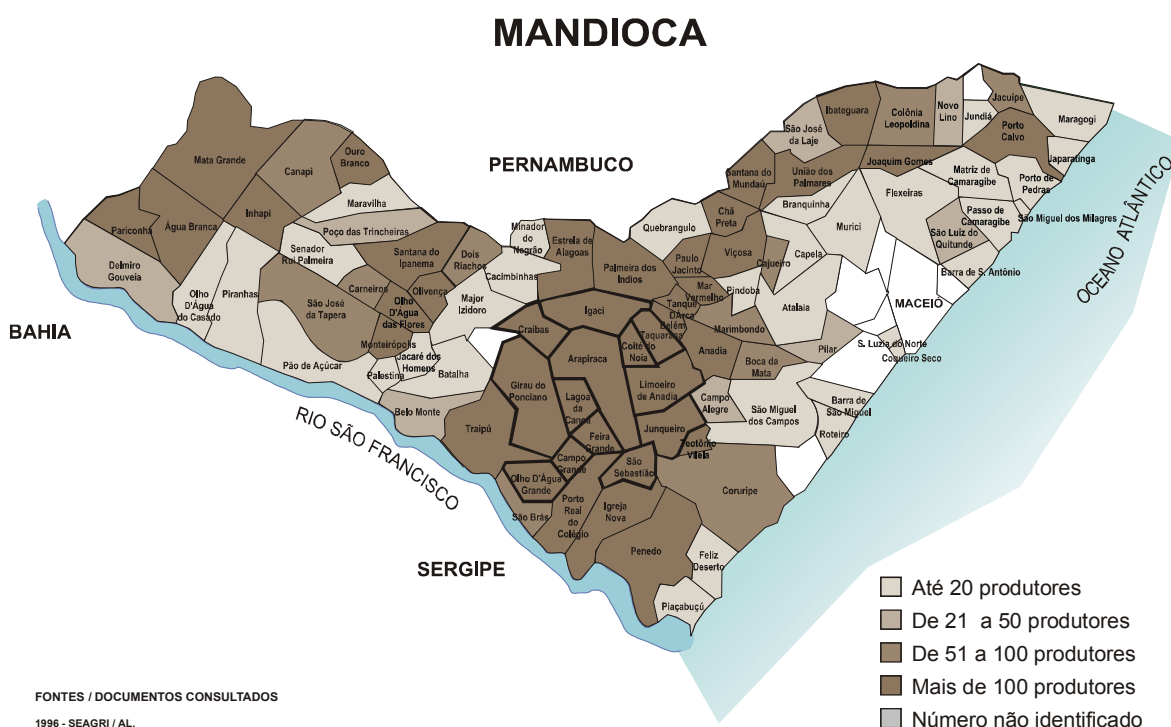 MANDIOCA
PERNAMBUCO
BAHIA
SERGIPE
RIO SÃO FRANCISCO
OCEANO ATLÂNTICO
MACEIÓ
Mata Grande
Canapi
Ouro
Branco
Pariconha
Água Branca
Inhapi
Maravilha
Poço das Trincheiras
Senador
Rui Palmeira
Delmiro
Gouveia
Olho
D'Água
do Casado
Piranhas
São José
da Tapera
Carneiros
Santana do
Ipanema
Olivença
Dois
Riachos
Olho
D'Água
das Flores
Monteirópolis
Jacaré dos
Homens
Palestina
Pão de Açúcar
Belo Monte
Batalha
Major
Izidoro
Cacimbinhas
Minador
do
Negrão
Estrela de
Alagoas
Palmeira dos
Indios
Quebrangulo
Paulo
Jacinto
Chã
Preta
Viçosa
Cajueiro
Mar
Vermelho
Pindoba
Tanque
D'Arca
Belém
Taquarana
Marimbondo
Igaci
Craibas
Coité do
Noia
Arapiraca
Girau do
Ponciano
Lagoa
da
Canoa
Limoeiro
de Anadia
Anadia
Boca da
Mata
Feira
Grande
Junqueiro
Campo
Alegre
Teotônio
Vilela
Traipú
Campo
Grande
São
Sebastião
Olho D'Água
Grande
São Brás
Porto
Real
do
Colégio
Igreja
Nova
Penedo
Coruripe
Feliz
Deserto
Piaçabuçú
São Miguel
dos Campos
Barra de
São Miguel
Roteiro
Pilar
S. Luzia do Norte
Coqueiro Seco
Atalaia
Capela
Murici
Branquinha
Santana do
Mundaú
União dos
Palmares
São José
da Laje
Ibateguara
Colônia
Leopoldina
Novo
Lino
Jundiá
Jacuípe
Porto
Calvo
Maragogi
Japaratinga
Joaquim Gomes
Flexeiras
Matriz de
Camaragibe
Porto de
Pedras
Passo de
Camaragibe
São Miguel dos Milagres
São Luiz do
Quitunde
Barra de S. Antônio
Até 20 produtores
De 21 a 50 produtores
De 51 a 100 produtores
Mais de 100 produtores
Número não identificado
FONTES / DOCUMENTOS CONSULTADOS
1996 - SEAGRI / AL.